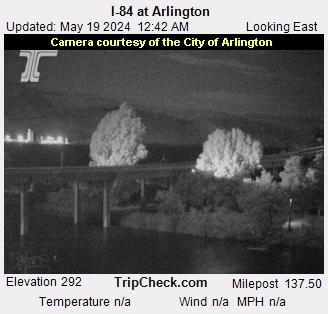 I-84 at Arlington
Updated: May 19 2024 12:42 AM Looking East
Camera courtesy of the City of Arlington
Elevation 292 TripCheck.com Milepost 137.50
Temperature n/a Wind n/a MPH n/a